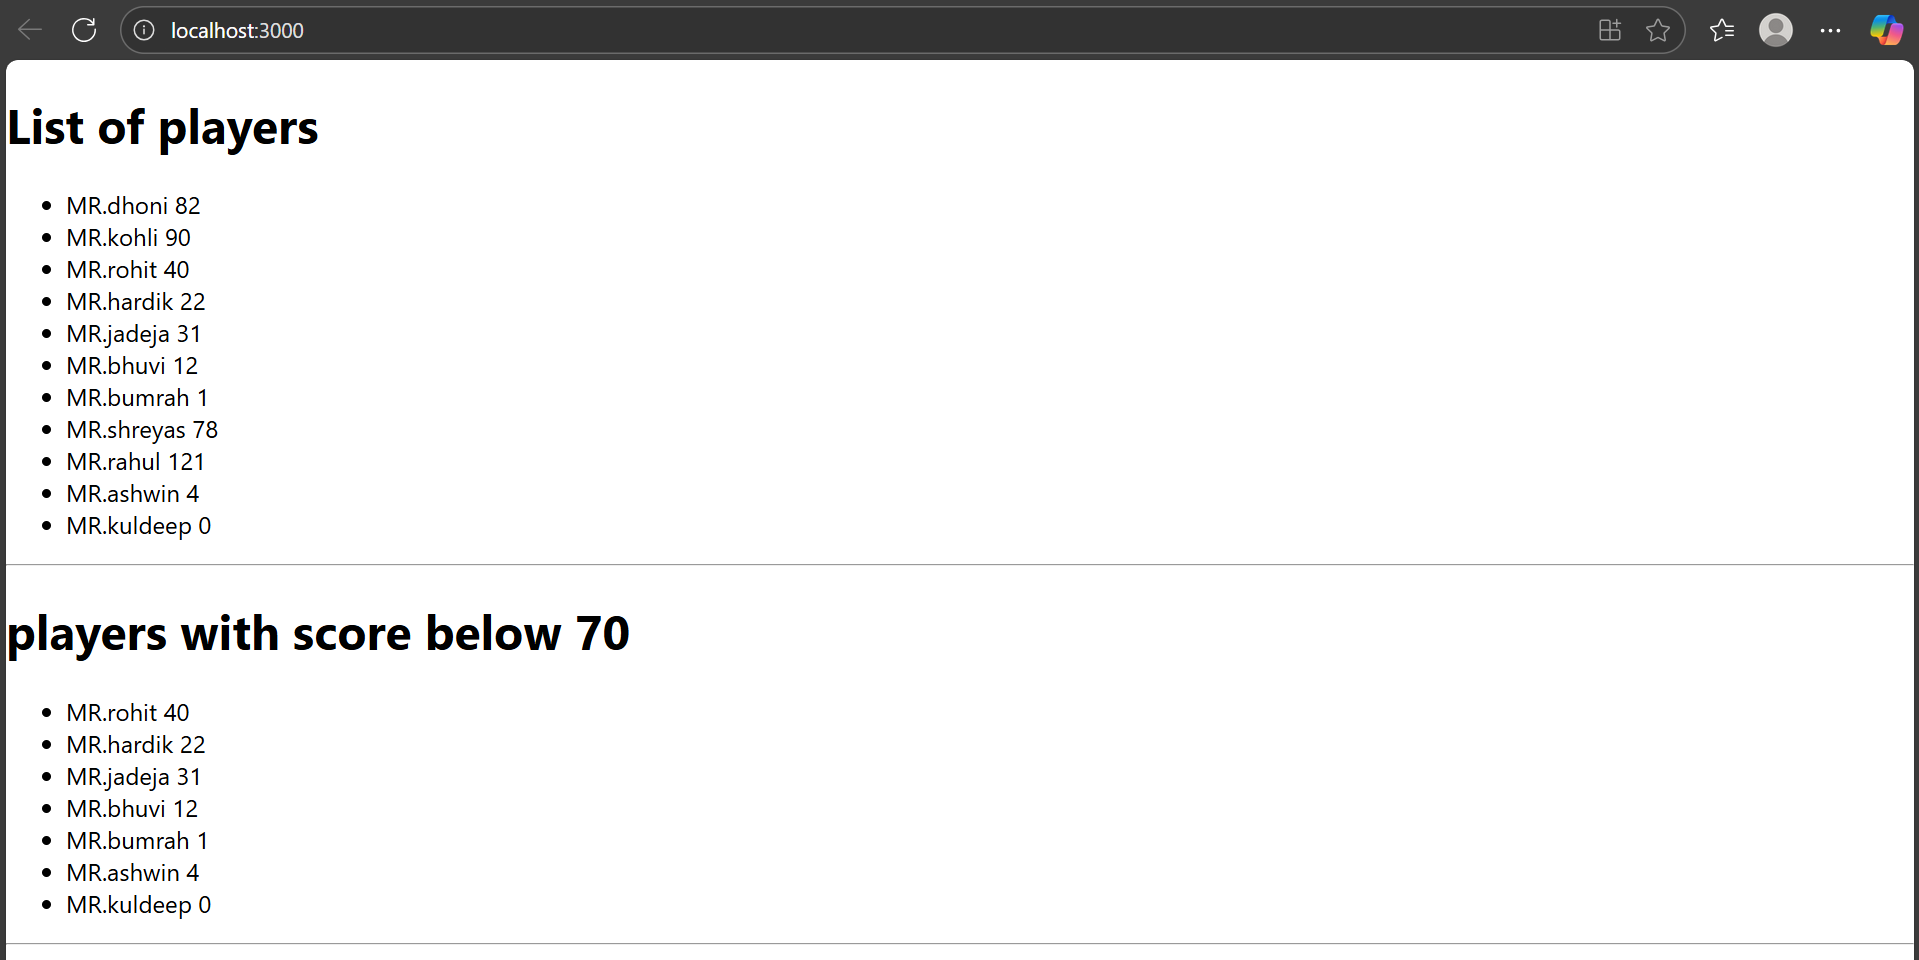 localhost:3000
List of players
MR.dhoni 82
MR.kohli 90
MR.rohit 40
MR.hardik 22
MR.jadeja 31
MR.bhuvi 12
MR.bumrah 1
MR.shreyas 78
MR.rahul 121
MR.ashwin 4
MR.kuldeep 0
players with score below 70
MR.rohit 40
MR.hardik 22
MR.jadeja 31
MR.bhuvi 12
MR.bumrah 1
MR.ashwin 4
MR.kuldeep 0